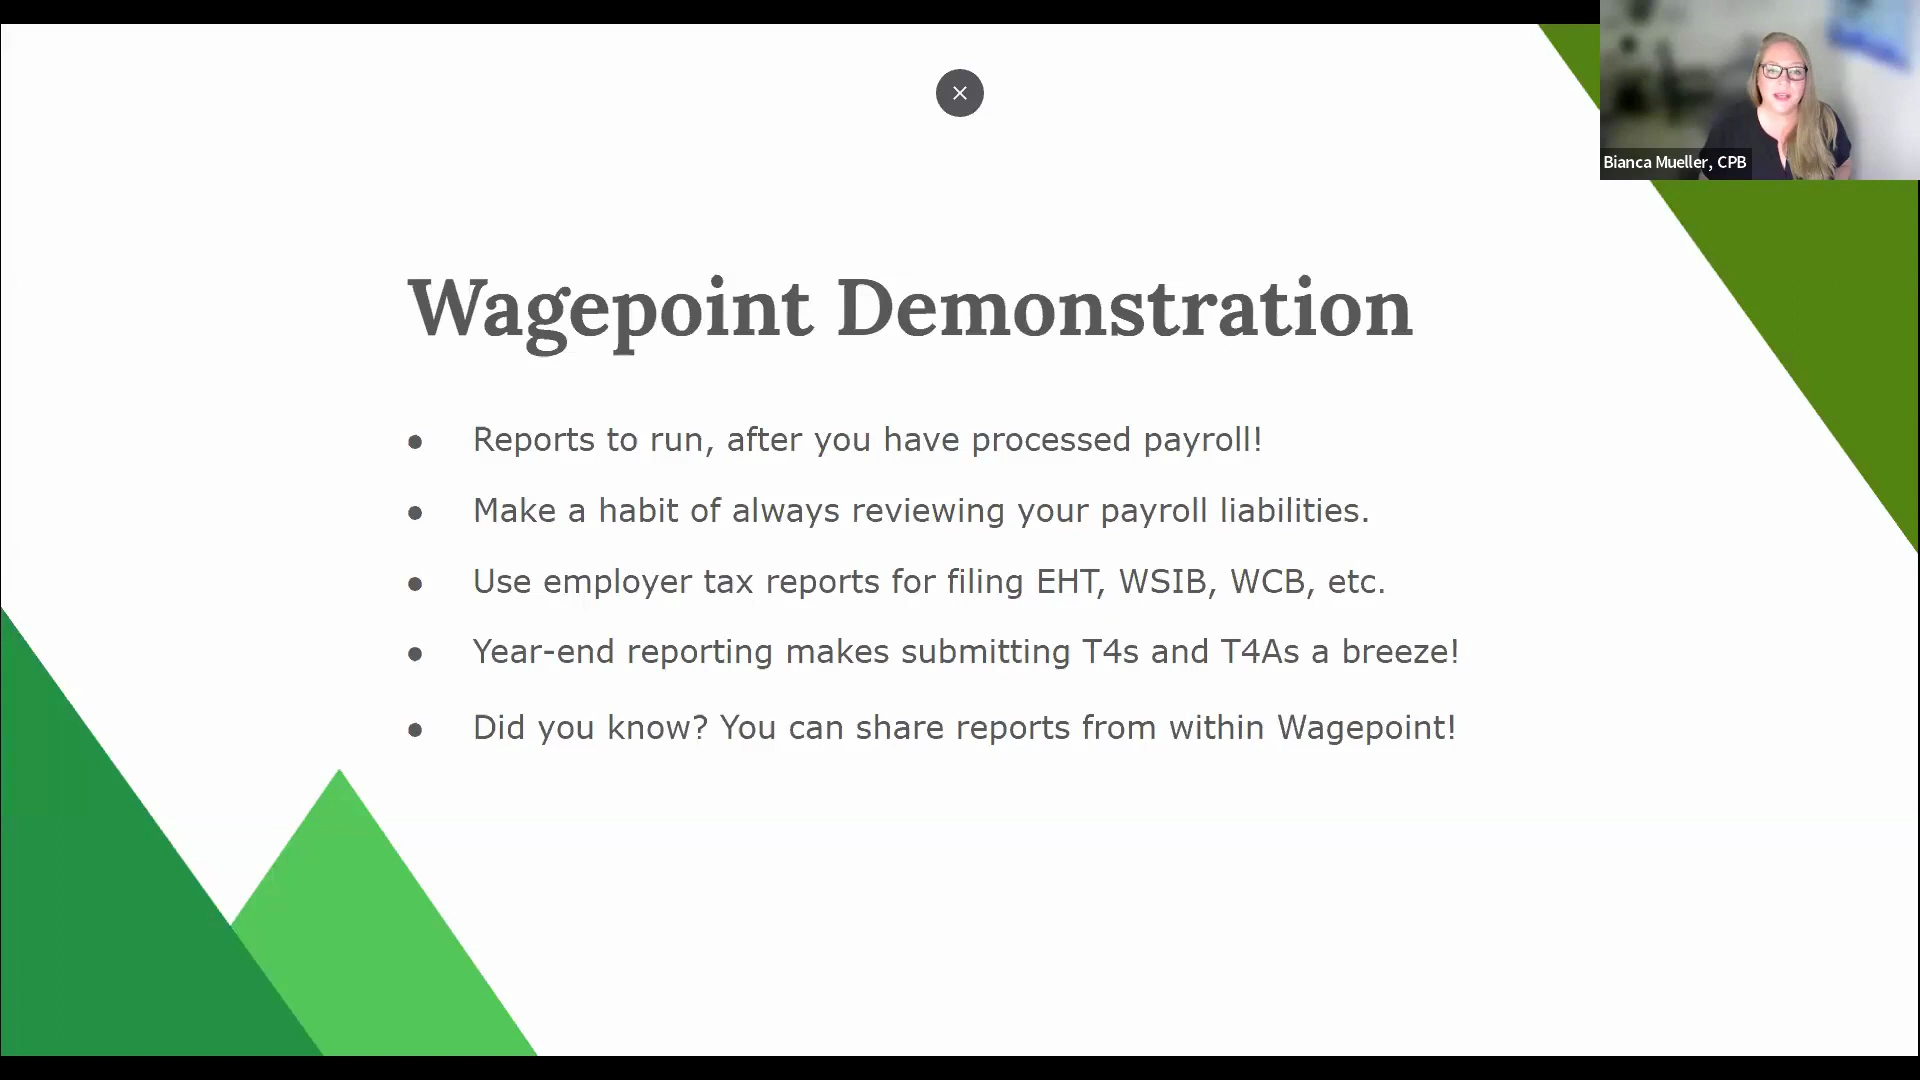 Bianca Mueller, CPB
Wagepoint Demonstration
● Reports to run, after you have processed payroll!
● Make a habit of always reviewing your payroll liabilities.
● Use employer tax reports for filing EHT, WSIB, WCB, etc.
● Year-end reporting makes submitting T4s and T4As a breeze!
● Did you know? You can share reports from within Wagepoint!